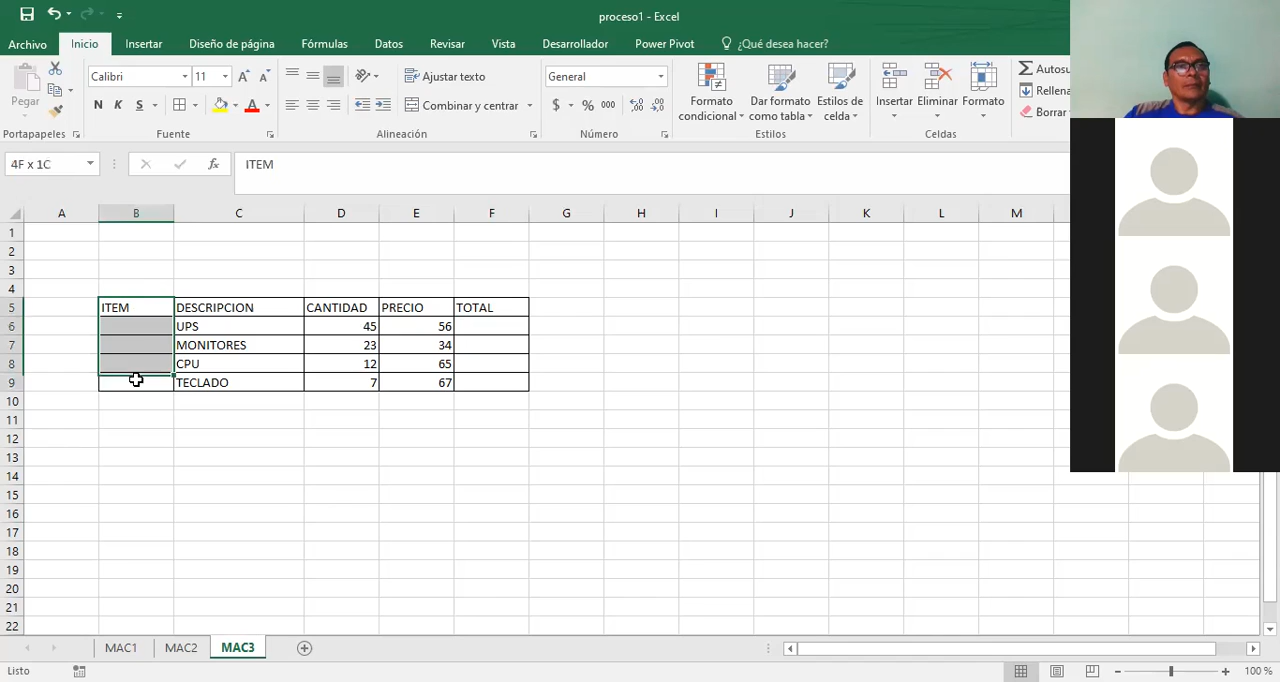 proceso1 - Excel
Archivo Inicio Insertar Diseño de página Fórmulas Datos Revisar Vista Desarrollador Power Pivot ¿Qué desea hacer?
Pegar
Calibri 11
N K S
Ajustar texto
Combinar y centrar
General
$ % 000
Formato condicional
Dar formato como tabla
Estilos de celda
Insertar Eliminar Formato
Autosu
Rellena
Borrar
Portapapeles Fuente Alineación Número Estilos Celdas
4F x 1C fx ITEM
A B C D E F G H I J K L M
1
2
3
4
5 ITEM DESCRIPCION CANTIDAD PRECIO TOTAL
6 UPS 45 56
7 MONITORES 23 34
8 CPU 12 65
9 TECLADO 7 67
10
11
12
13
14
15
16
17
18
19
20
21
22
MAC1 MAC2 MAC3
Listo 100 %